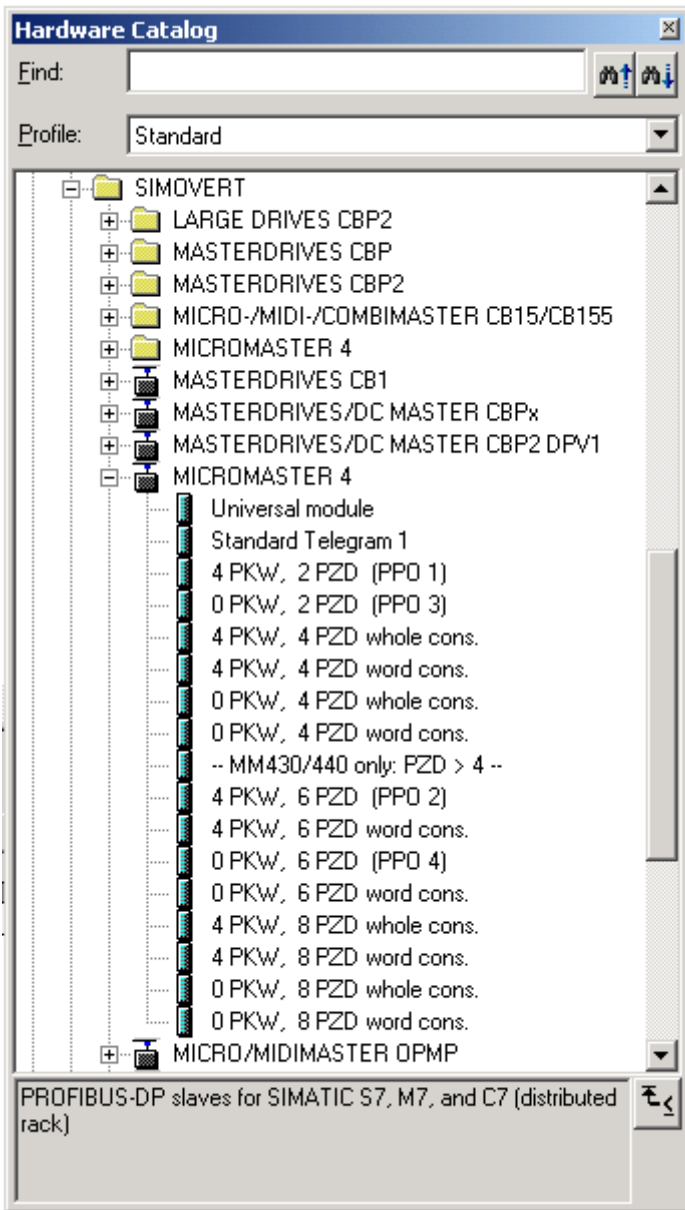 Hardware Catalog
Find:
Profile:
Standard
SIMOVERT
LARGE DRIVES CBP2
MASTERDRIVES CBP
MASTERDRIVES CBP2
MICRO-/MIDI-/COMBIMASTER CB15/CB155
MICROMASTER 4
MASTERDRIVES CB1
MASTERDRIVES/DC MASTER CBPx
MASTERDRIVES/DC MASTER CBP2 DPV1
MICROMASTER 4
Universal module
Standard Telegram 1
4 PKW, 2 PZD (PPO 1)
0 PKW, 2 PZD (PPO 3)
4 PKW, 4 PZD whole cons.
4 PKW, 4 PZD word cons.
0 PKW, 4 PZD whole cons.
0 PKW, 4 PZD word cons.
-- MM430/440 only: PZD > 4 --
4 PKW, 6 PZD (PPO 2)
4 PKW, 6 PZD word cons.
0 PKW, 6 PZD (PPO 4)
0 PKW, 6 PZD word cons.
4 PKW, 8 PZD whole cons.
4 PKW, 8 PZD word cons.
0 PKW, 8 PZD whole cons.
0 PKW, 8 PZD word cons.
MICRO/MIDIMASTER OPMP
PROFIBUS-DP slaves for SIMATIC S7, M7, and C7 (distributed
rack)